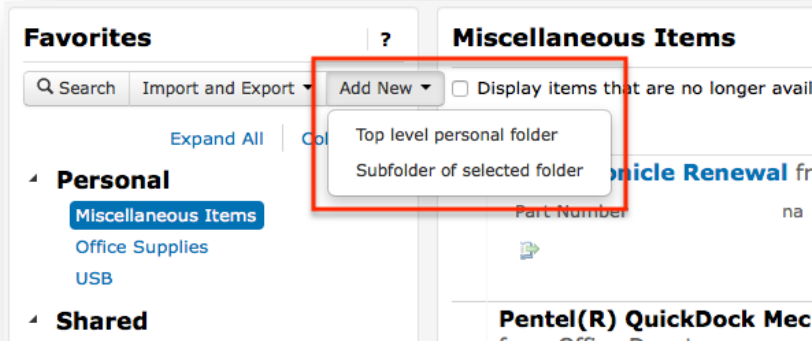 Favorites
?
Search
Import and Export
Add New
Expand All
Top level personal folder
Subfolder of selected folder
Personal
Miscellaneous Items
Office Supplies
USB
Shared
Miscellaneous Items
Display items that are no longer avail
Renewal
Part Number na
Pentel(R) QuickDock Mec